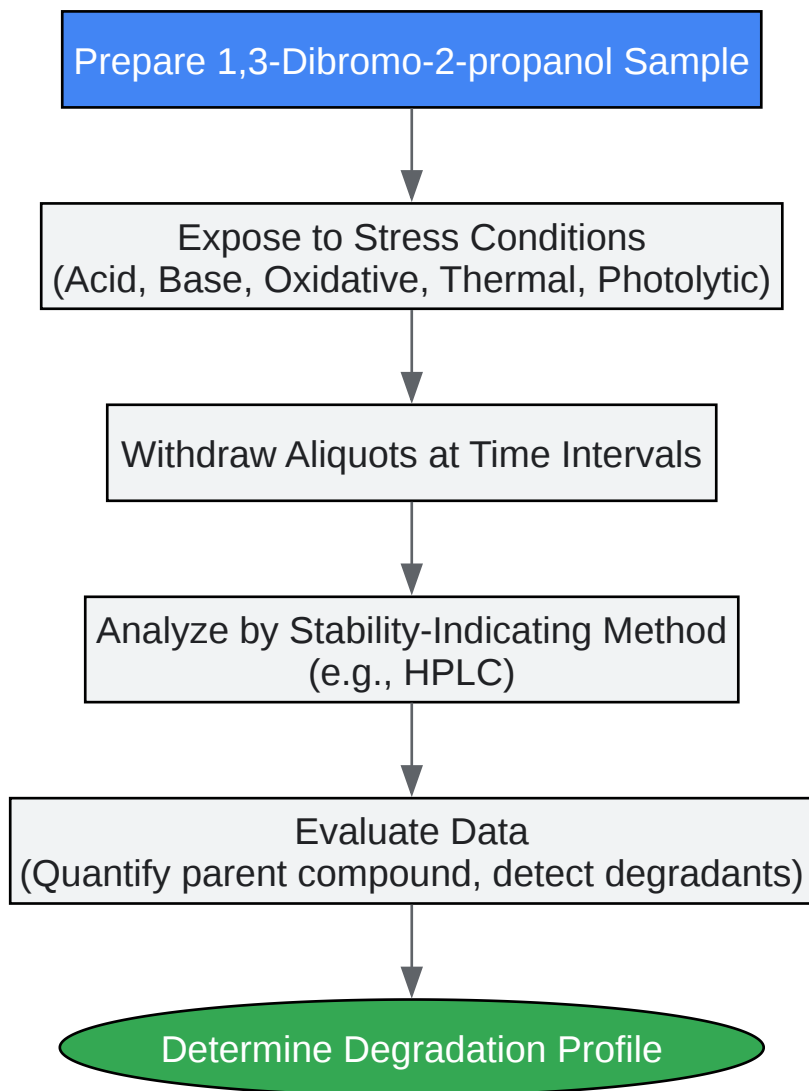 Prepare 1,3-Dibromo-2-propanol Sample
Expose to Stress Conditions
(Acid, Base, Oxidative, Thermal, Photolytic)
Withdraw Aliquots at Time Intervals
Analyze by Stability-Indicating Method
(e.g., HPLC)
Evaluate Data
(Quantify parent compound, detect degradants)
Determine Degradation Profile